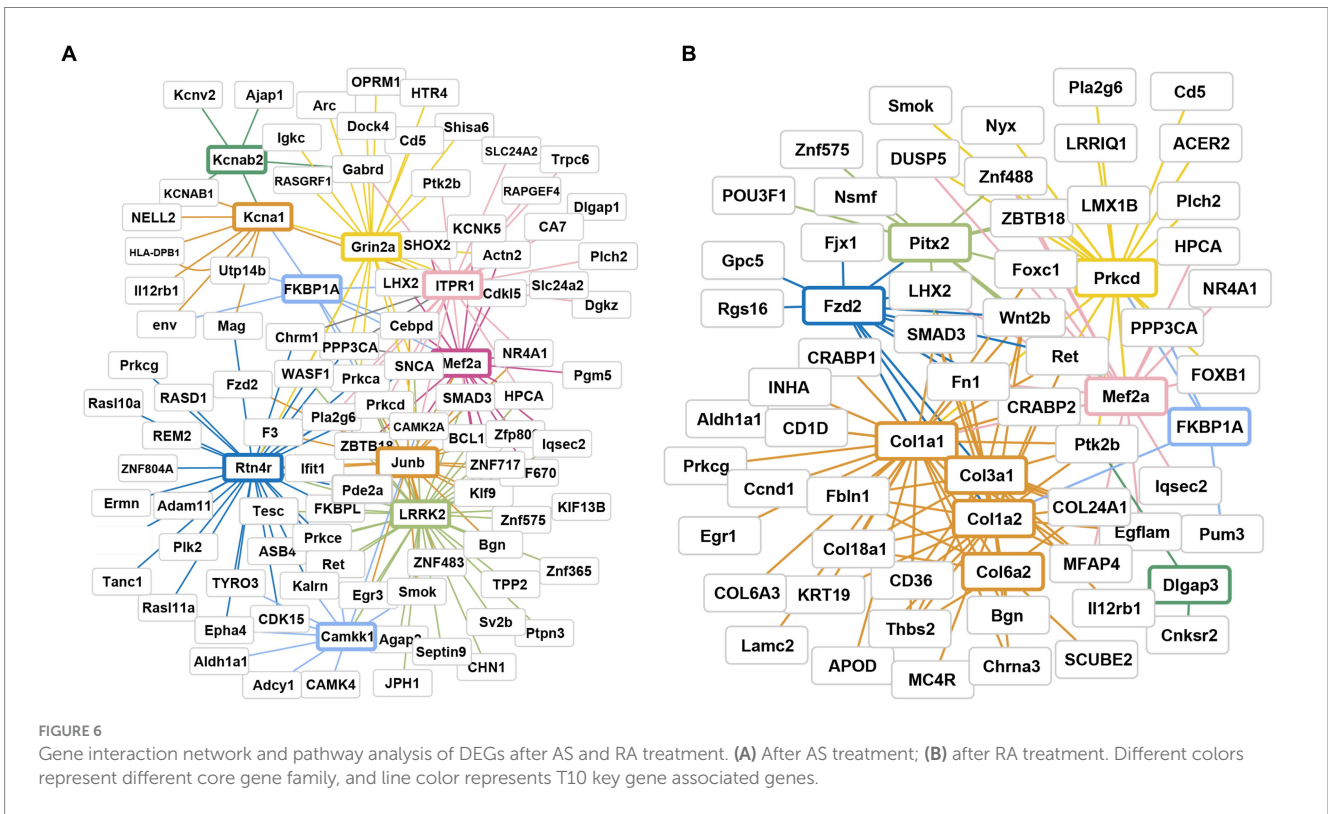 A
B
Kcnv2
Ajap1
OPRM1
HTR4
Arc
Dock4
Igkc
Cd5
Shisa6
Kcnab2
Gabrd
SLC24A2
Trpc6
RASGRF1
Ptk2b
RAPGEF4
KCNAB1
NELL2
Kcna1
Dlgap1
KCNK5
CA7
HLA-DPB1
Grin2a
SHOX2
Actn2
Plch2
Utp14b
Il12rb1
FKBP1A
LHX2
ITPR1
Cdkl5
Slc24a2
Dgkz
env
Mag
Chrm1
Cebpd
PPP3CA
NR4A1
Prkcg
WASF1
SNCA
Mef2a
Pgm5
Fzd2
Prkca
Rasl10a
RASD1
Prkcd
SMAD3
HPCA
Pla2g6
REM2
F3
ZBTB18
CAMK2A
BCL1
Zfp80
Iqsec2
ZNF804A
Rtn4r
Ifit1
Junb
ZNF717
F670
Pde2a
Klf9
KIF13B
Ermn
Adam11
Tesc
FKBPL
LRRK2
Znf575
Plk2
Prkce
Bgn
ASB4
ZNF483
Znf365
Tanc1
TYRO3
Ret
Kalrn
TPP2
Rasl11a
Egr3
Smok
Epha4
CDK15
Sv2b
Ptpn3
Camkk1
Agap2
Septin9
Aldh1a1
CHN1
Adcy1
CAMK4
JPH1
Pla2g6
Cd5
Smok
Nyx
LRRIQ1
ACER2
Znf575
DUSP5
Znf488
POU3F1
Nsmf
ZBTB18
LMX1B
Plch2
Fjx1
Pitx2
HPCA
Gpc5
Foxc1
Prkcd
LHX2
NR4A1
Rgs16
Fzd2
Wnt2b
SMAD3
PPP3CA
CRABP1
Ret
FOXB1
INHA
Fn1
Mef2a
CRABP2
Aldh1a1
CD1D
Col1a1
FKBP1A
Ptk2b
Prkcg
Col3a1
Ccnd1
Fbln1
Iqsec2
COL24A1
Col1a2
Egr1
Egflam
Pum3
Col18a1
MFAP4
CD36
Col6a2
COL6A3
KRT19
Dlgap3
Il12rb1
Bgn
Thbs2
Cnksr2
Lamc2
APOD
Chrna3
SCUBE2
MC4R
FIGURE 6
Gene interaction network and pathway analysis of DEGs after AS and RA treatment. (A) After AS treatment; (B) after RA treatment. Different colors
represent different core gene family, and line color represents T10 key gene associated genes.